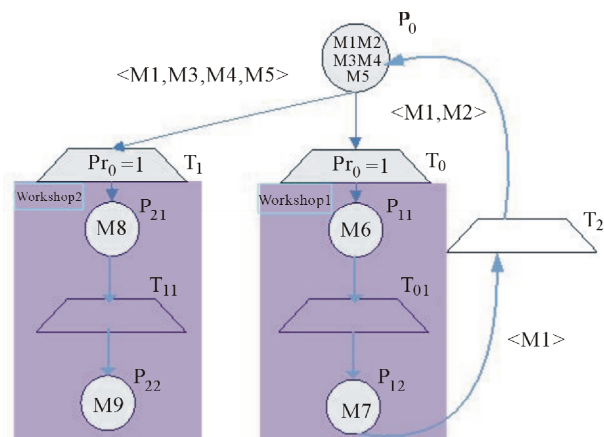 P0
M1M2
M3M4
M5
<M1,M3,M4,M5>
<M1,M2>
Pr0 =1
T1
Pr0 =1
T0
Workshop2
P21
Workshop1
P11
M8
M6
T2
T11
T01
<M1>
P22
P12
M9
M7